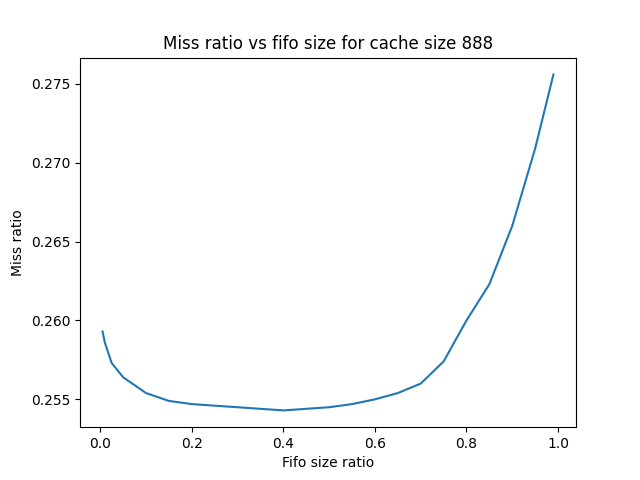 Miss ratio vs fifo size for cache size 888
0.275
0.270
0.265
0.260
0.255
Miss ratio
0.0 0.2 0.4 0.6 0.8 1.0
Fifo size ratio